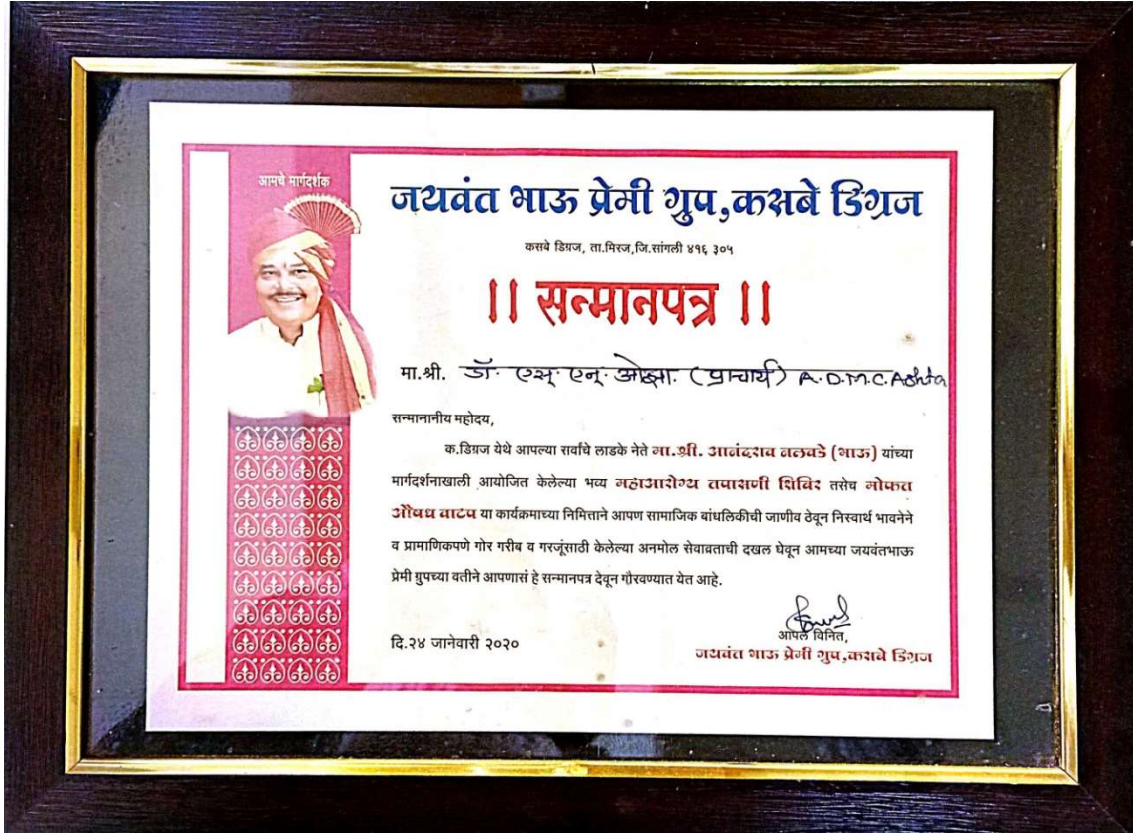 आमचे मार्गदर्शक
जयवंत भाऊ प्रेमी ग्रुप,कसबे डिग्रज
कसबे डिग्रज, ता.मिरज,जि.सांगली ४१६ ३०५
|| सन्मानपत्र ||
मा.श्री. डॉ. एस्. एन्. ओझा. (प्राचार्य) A.D.M.C. Ashta
सन्मानानीय महोदय,
क.डिग्रज येथे आपल्या सर्वांचे लाडके नेते मा.श्री. आनंदराव नलवडे (भाऊ) यांच्या
मार्गदर्शनाखाली आयोजित केलेल्या भव्य महाआरोग्य तपासणी शिबिर तसेच मोफत
औषध वाटप या कार्यक्रमाच्या निमित्ताने आपण सामाजिक बांधलिकीची जाणीव ठेवून निस्वार्थ भावनेने
व प्रामाणिकपणे गोर गरीब व गरजूंसाठी केलेल्या अनमोल सेवाव्रताची दखल घेवून आमच्या जयवंतभाऊ
प्रेमी ग्रुपच्या वतीने आपणासं हे सन्मानपत्र देवून गौरवण्यात येत आहे.
दि.२४ जानेवारी २०२०
आपले विनित,
जयवंत भाऊ प्रेमी ग्रुप,कसबे डिग्रज